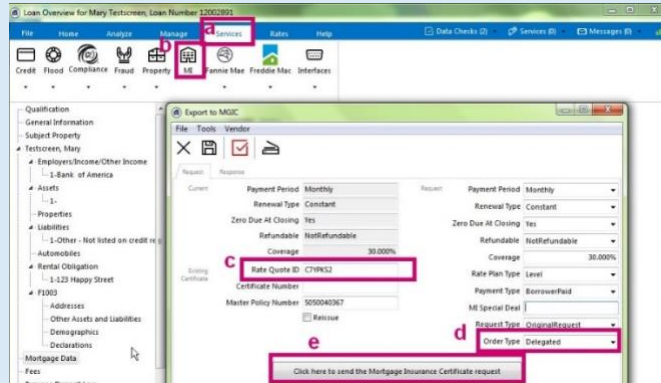 Loan Overview for Mary Testscreen, Loan Number 12002891
File Home Analyze Manage Services Rates Help
Data Checks (2) Services (0) Messages (0)
a
b
Credit Flood Compliance Fraud Property MI Fannie Mae Freddie Mac Interfaces
Qualification
General Information
Subject Property
Testscreen, Mary
Employers/Income/Other Income
1-Bank of America
Assets
1-
Properties
Liabilities
1-Other - Not listed on credit re
Automobiles
Rental Obligation
1-123 Happy Street
F1003
Addresses
Other Assets and Liabilities
Demographics
Declarations
Mortgage Data
Fees
Export to MGIC
File Tools Vendor
Request Response
Current
Payment Period Monthly
Renewal Type Constant
Zero Due At Closing Yes
Refundable NotRefundable
Coverage 30.000%
c
Existing Certificate
Rate Quote ID C7YPKS2
Certificate Number
Master Policy Number 5050040367
Reissue
Request
Payment Period Monthly
Renewal Type Constant
Zero Due At Closing Yes
Refundable NotRefundable
Coverage 30.000%
Rate Plan Type Level
Payment Type BorrowerPaid
MI Special Deal
Request Type OriginalRequest
d
Order Type Delegated
e
Click here to send the Mortgage Insurance Certificate request